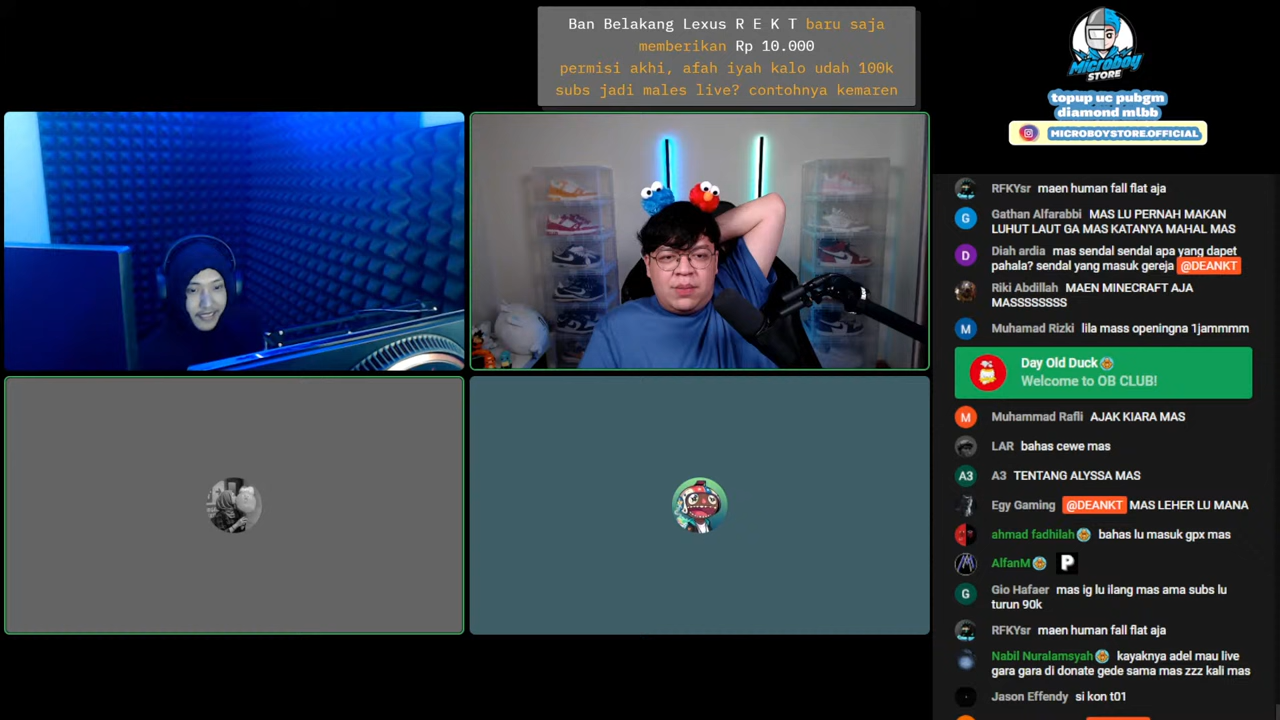 Ban Belakang Lexus R E K T baru saja
memberikan Rp 10.000
permisi akhi, afah iyah kalo udah 100k
subs jadi males live? contohnya kemaren
Microboy
STORE
topup uc pubgm
diamond mlbb
MICROBOYSTORE.OFFICIAL
RFKYsr maen human fall flat aja
G
Gathan Alfarabbi MAS LU PERNAH MAKAN
LUHUT LAUT GA MAS KATANYA MAHAL MAS
D
Diah ardia mas sendal sendal apa yang dapet
pahala? sendal yang masuk gereja @DEANKT
Riki Abdillah MAEN MINECRAFT AJA
MASSSSSSSS
M
Muhamad Rizki lila mass openingna 1jammmm
Day Old Duck
Welcome to OB CLUB!
M
Muhammad Rafli AJAK KIARA MAS
LAR bahas cewe mas
A3
A3 TENTANG ALYSSA MAS
Egy Gaming @DEANKT MAS LEHER LU MANA
ahmad fadhilah bahas lu masuk gpx mas
AlfanM P
G
Gio Hafaer mas ig lu ilang mas ama subs lu
turun 90k
RFKYsr maen human fall flat aja
Nabil Nuralamsyah kayaknya adel mau live
gara gara di donate gede sama mas zzz kali mas
Jason Effendy si kon t01